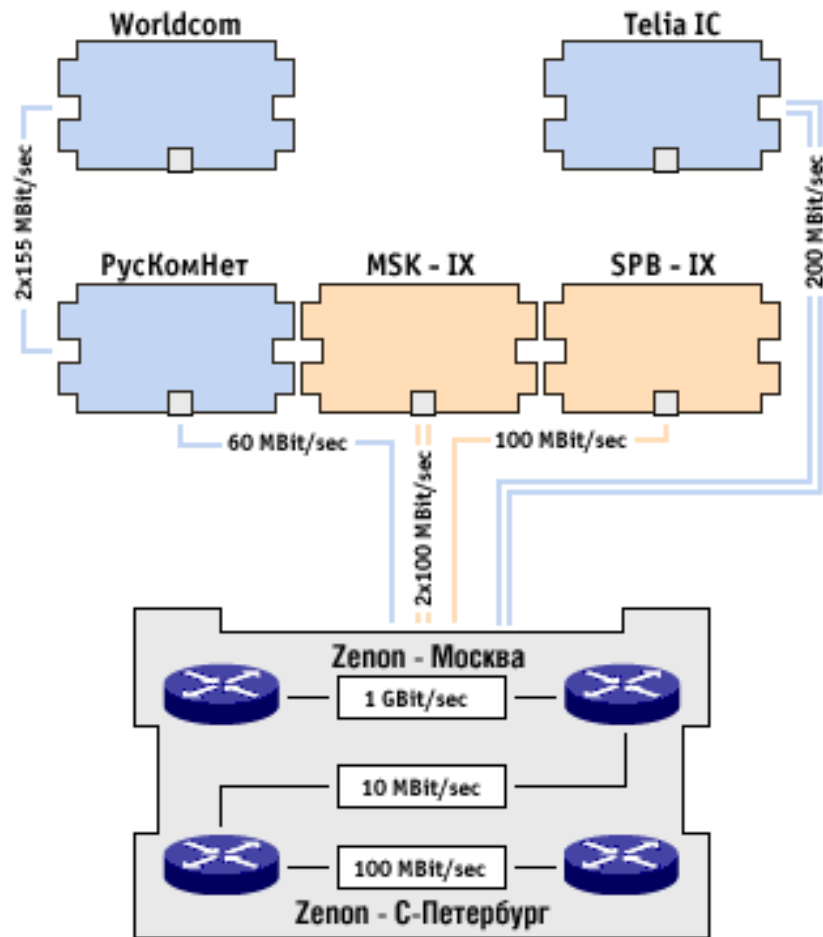 Worldcom
Telia IC
2x155 MBit/sec
200 MBit/sec
РусКомНет
MSK - IX
SPB - IX
60 MBit/sec
2x100 MBit/sec
100 MBit/sec
Zenon - Москва
1 GBit/sec
10 MBit/sec
100 MBit/sec
Zenon - С-Петербург